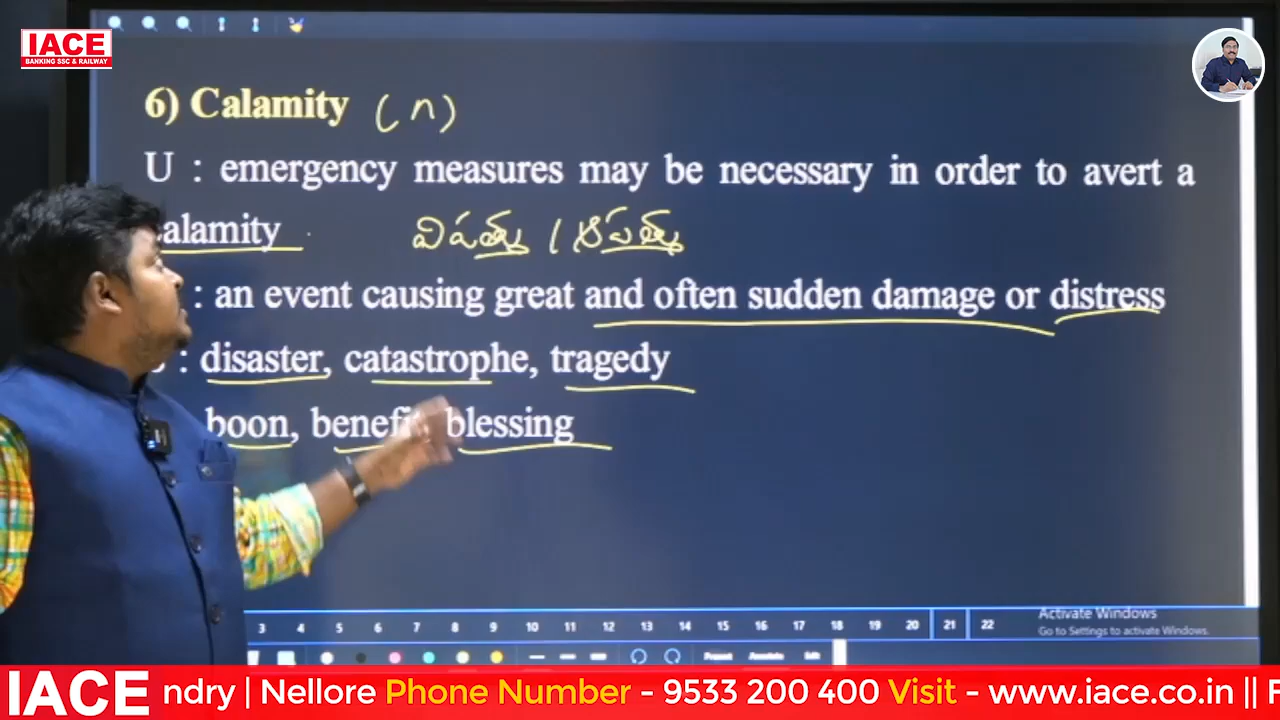 IACE
BANKING SSC & RAILWAY
6) Calamity (n)
U : emergency measures may be necessary in order to avert a
calamity విపత్తు / ఆపత్తు
: an event causing great and often sudden damage or distress
: disaster, catastrophe, tragedy
boon, benefit blessing
3 4 5 6 7 8 9 10 11 12 13 14 15 16 17 18 19 20 21 22
Activate Windows
Go to Settings to activate Windows.
IACE ndry | Nellore Phone Number - 9533 200 400 Visit - www.iace.co.in || F